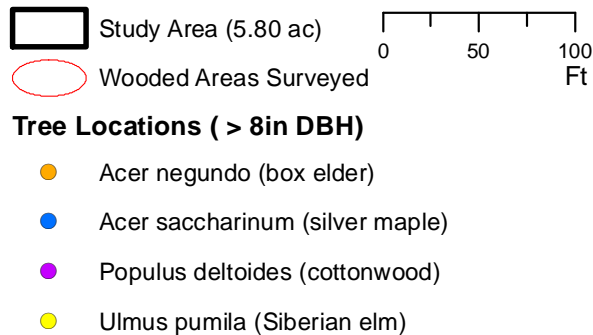 Study Area (5.80 ac)
0 50 100
Ft
Wooded Areas Surveyed
Tree Locations ( > 8in DBH)
Acer negundo (box elder)
Acer saccharinum (silver maple)
Populus deltoides (cottonwood)
Ulmus pumila (Siberian elm)